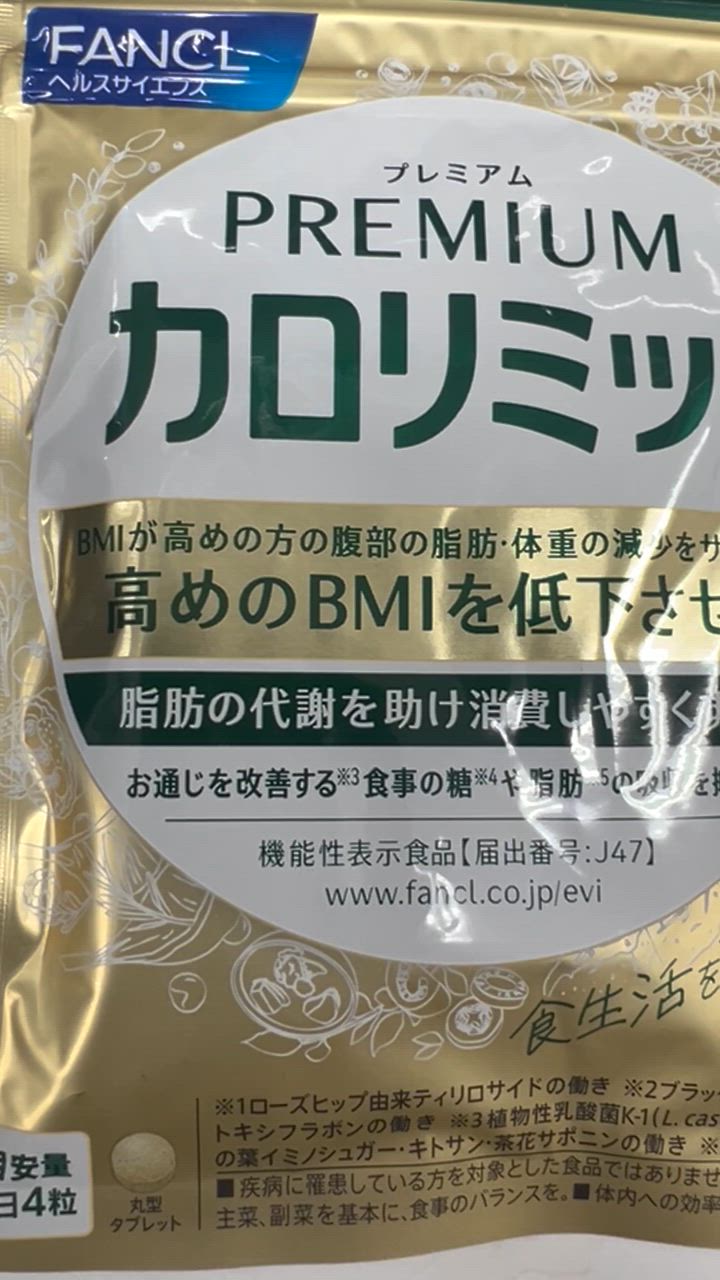 FANCL
ヘルスサイエンス
プレミアム
PREMIUM
カロリミッ
BMIが高めの方の腹部の脂肪・体重の減少をサ
高めのBMIを低下させ
脂肪の代謝を助け消費しやすくす
お通じを改善する※3食事の糖※4や脂肪※5の吸収を
機能性表示食品【届出番号:J47】
www.fancl.co.jp/evi
食生活を
※1ローズヒップ由来ティリロサイドの働き ※2ブラッ
トキシフラボンの働き ※3植物性乳酸菌K-1(L. cas
の葉イミノシュガー・キトサン・茶花サポニンの働き ※
■疾病に罹患している方を対象とした食品ではありませ
主菜、副菜を基本に、食事のバランスを。■体内への効率
安量
日4粒
丸型
タブレット